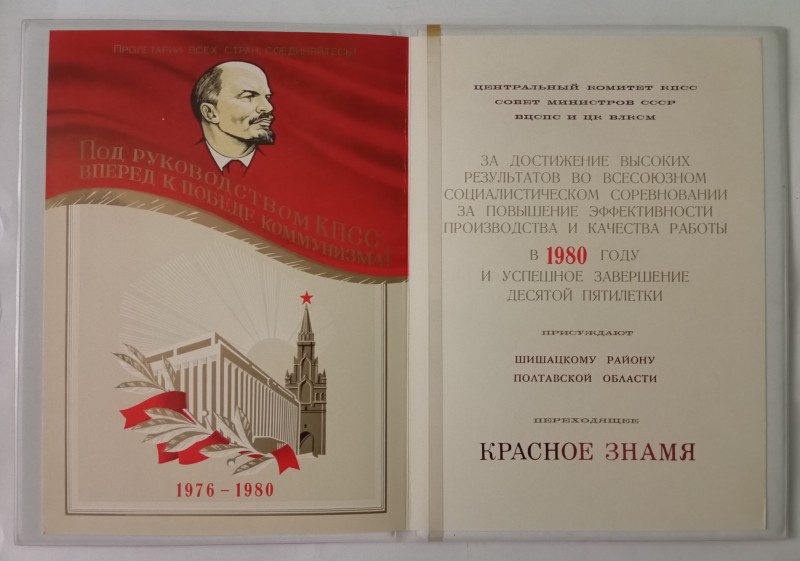 Пролетарии всех стран, соединяйтесь!
Под руководством КПСС,
вперед к победе коммунизма!
1976 – 1980
ЦЕНТРАЛЬНЫЙ КОМИТЕТ КПСС
СОВЕТ МИНИСТРОВ СССР
ВЦСПС И ЦК ВЛКСМ
ЗА ДОСТИЖЕНИЕ ВЫСОКИХ
РЕЗУЛЬТАТОВ ВО ВСЕСОЮЗНОМ
СОЦИАЛИСТИЧЕСКОМ СОРЕВНОВАНИИ
ЗА ПОВЫШЕНИЕ ЭФФЕКТИВНОСТИ
ПРОИЗВОДСТВА И КАЧЕСТВА РАБОТЫ
В 1980 ГОДУ
И УСПЕШНОЕ ЗАВЕРШЕНИЕ
ДЕСЯТОЙ ПЯТИЛЕТКИ
ПРИСУЖДАЮТ
ШИШАЦКОМУ РАЙОНУ
ПОЛТАВСКОЙ ОБЛАСТИ
ПЕРЕХОДЯЩЕЕ
КРАСНОЕ ЗНАМЯ